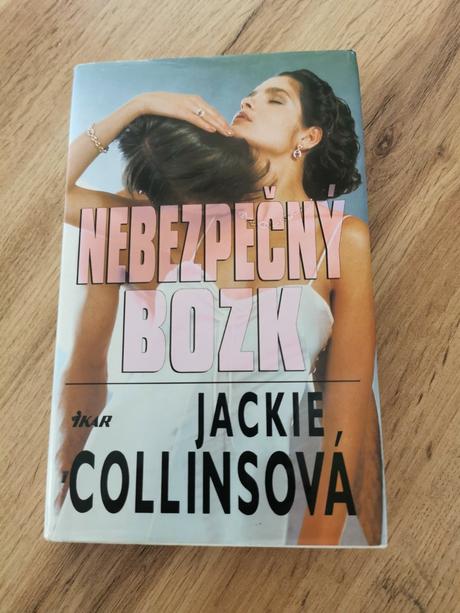 NEBEZPEČNÝ
BOZK
JACKIE
COLLINSOVÁ
IKAR